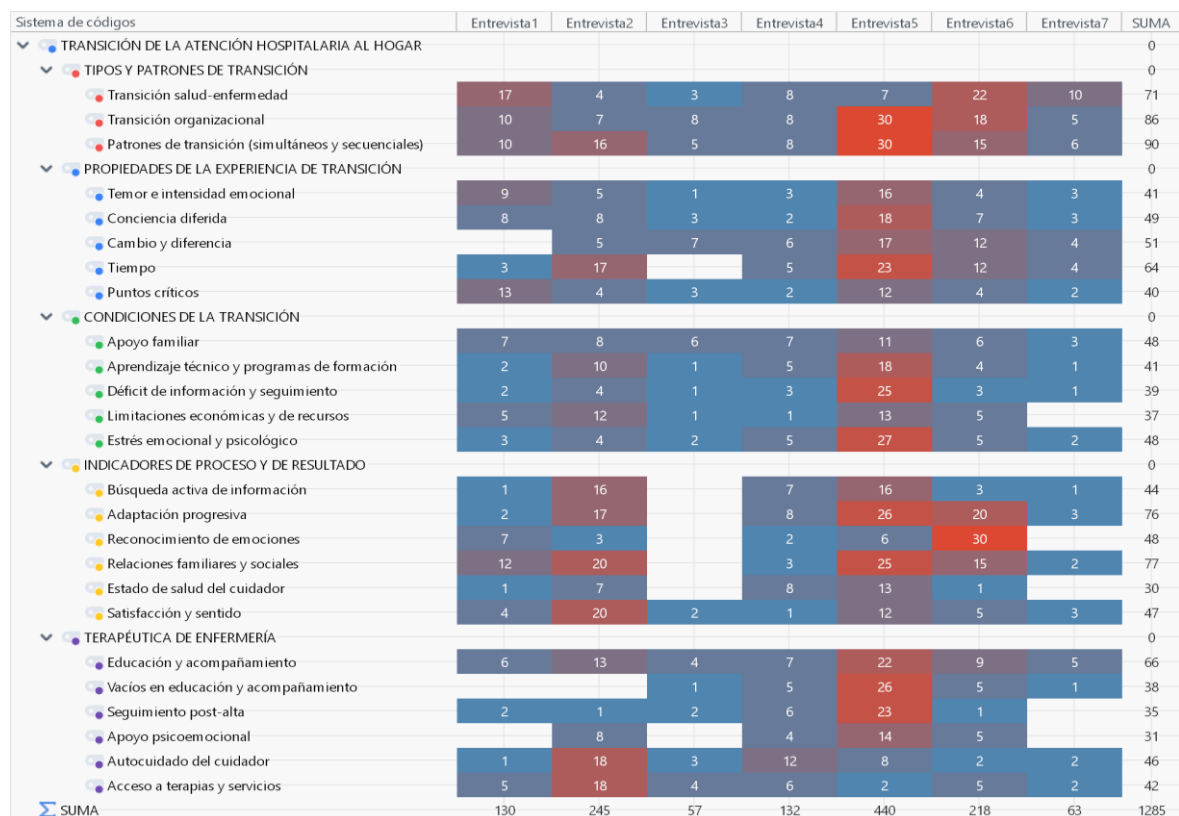 Sistema de códigos Entrevista1 Entrevista2 Entrevista3 Entrevista4 Entrevista5 Entrevista6 Entrevista7 SUMA
TRANSICIÓN DE LA ATENCIÓN HOSPITALARIA AL HOGAR 0
TIPOS Y PATRONES DE TRANSICIÓN 0
Transición salud-enfermedad 17 4 3 8 7 22 10 71
Transición organizacional 10 7 8 8 30 18 5 86
Patrones de transición (simultáneos y secuenciales) 10 16 5 8 30 15 6 90
PROPIEDADES DE LA EXPERIENCIA DE TRANSICIÓN 0
Temor e intensidad emocional 9 5 1 3 16 4 3 41
Conciencia diferida 8 8 3 2 18 7 3 49
Cambio y diferencia 5 7 6 17 12 4 51
Tiempo 3 17 5 23 12 4 64
Puntos críticos 13 4 3 2 12 4 2 40
CONDICIONES DE LA TRANSICIÓN 0
Apoyo familiar 7 8 6 7 11 6 3 48
Aprendizaje técnico y programas de formación 2 10 1 5 18 4 1 41
Déficit de información y seguimiento 2 4 1 3 25 3 1 39
Limitaciones económicas y de recursos 5 12 1 1 13 5 37
Estrés emocional y psicológico 3 4 2 5 27 5 2 48
INDICADORES DE PROCESO Y DE RESULTADO 0
Búsqueda activa de información 1 16 7 16 3 1 44
Adaptación progresiva 2 17 8 26 20 3 76
Reconocimiento de emociones 7 3 2 6 30 48
Relaciones familiares y sociales 12 20 3 25 15 2 77
Estado de salud del cuidador 1 7 8 13 1 30
Satisfacción y sentido 4 20 2 1 12 5 3 47
TERAPÉUTICA DE ENFERMERÍA 0
Educación y acompañamiento 6 13 4 7 22 9 5 66
Vacíos en educación y acompañamiento 1 5 26 5 1 38
Seguimiento post-alta 2 1 2 6 23 1 35
Apoyo psicoemocional 8 4 14 5 31
Autocuidado del cuidador 1 18 3 12 8 2 2 46
Acceso a terapias y servicios 5 18 4 6 2 5 2 42
Σ SUMA 130 245 57 132 440 218 63 1285